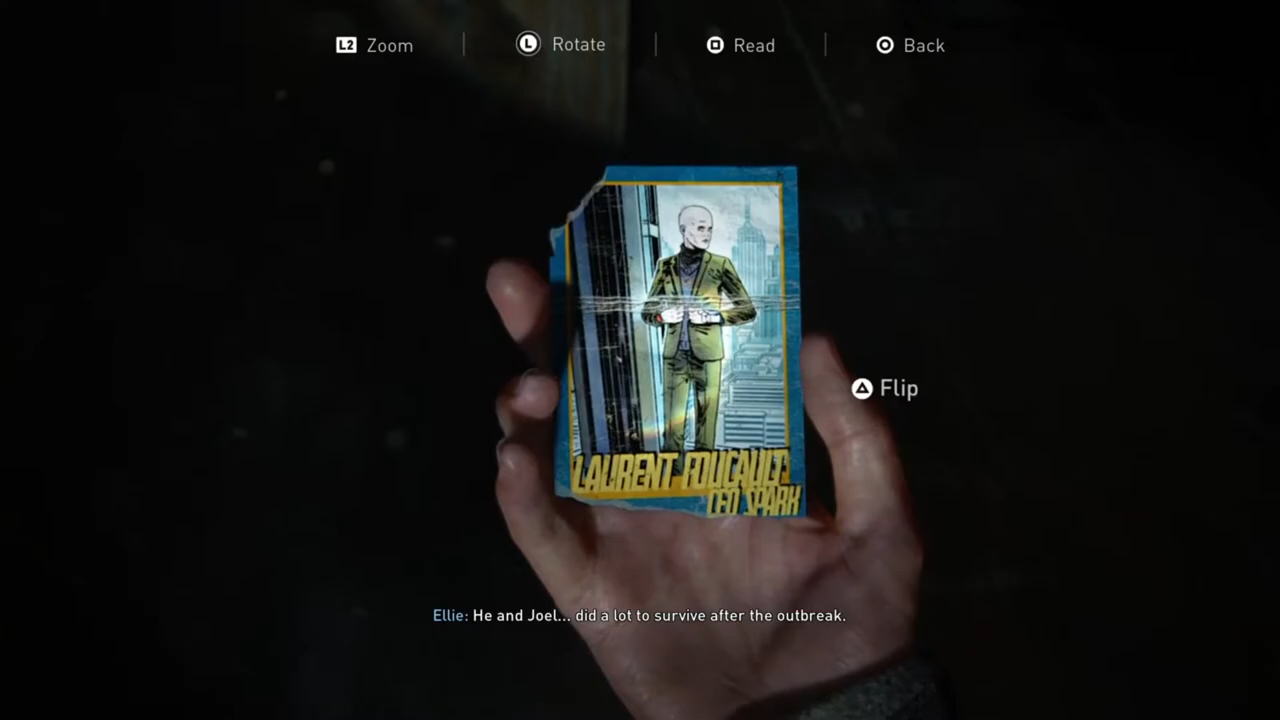 L2 Zoom
L Rotate
Read
Back
Flip
LAURENT FOUCAULT
CEO SPARK
Ellie: He and Joel... did a lot to survive after the outbreak.